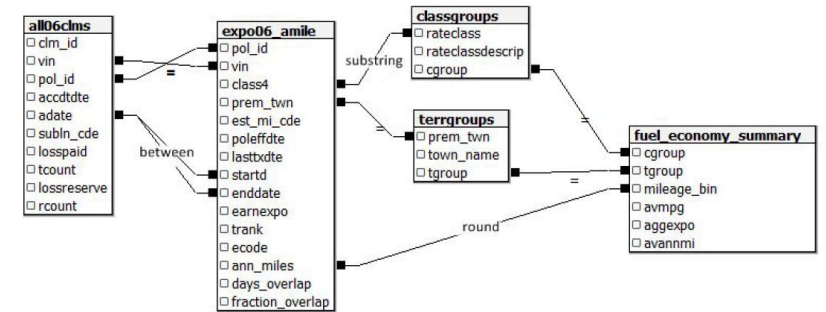 all06clms
clm_id
vin
pol_id
accdtdte
adate
subln_cde
losspaid
tcount
lossreserve
rcount
=
between
expo06_amile
pol_id
vin
class4
prem_twn
est_mi_cde
poleffdte
lasttxdte
startd
enddate
earnexpo
trank
ecode
ann_miles
days_overlap
fraction_overlap
substring
=
round
classgroups
rateclass
rateclassdescrip
cgroup
terrgroups
prem_twn
town_name
tgroup
=
=
fuel_economy_summary
cgroup
tgroup
mileage_bin
avmpg
aggexpo
avannmi